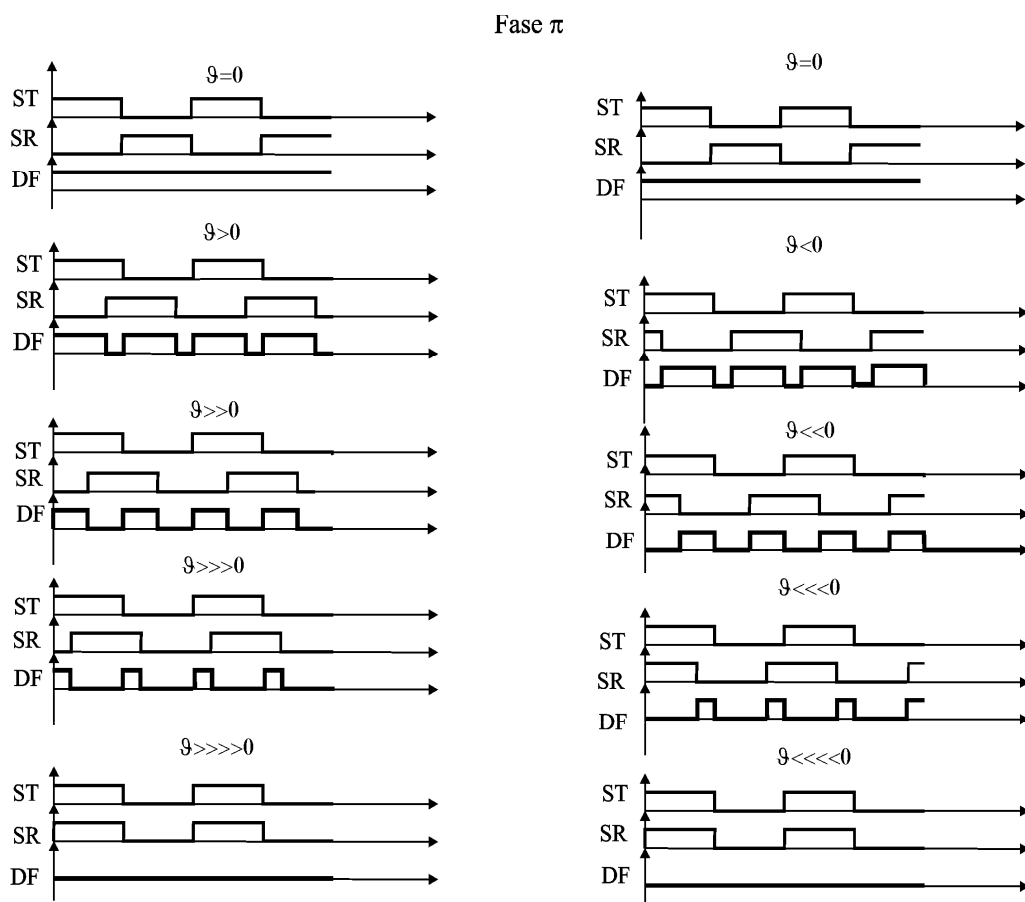 Fase π
ϑ=0
ST
SR
DF
ϑ>0
ST
SR
DF
ϑ>>0
ST
SR
DF
ϑ>>>0
ST
SR
DF
ϑ>>>>0
ST
SR
DF
ϑ=0
ST
SR
DF
ϑ<0
ST
SR
DF
ϑ<<0
ST
SR
DF
ϑ<<<0
ST
SR
DF
ϑ<<<<0
ST
SR
DF